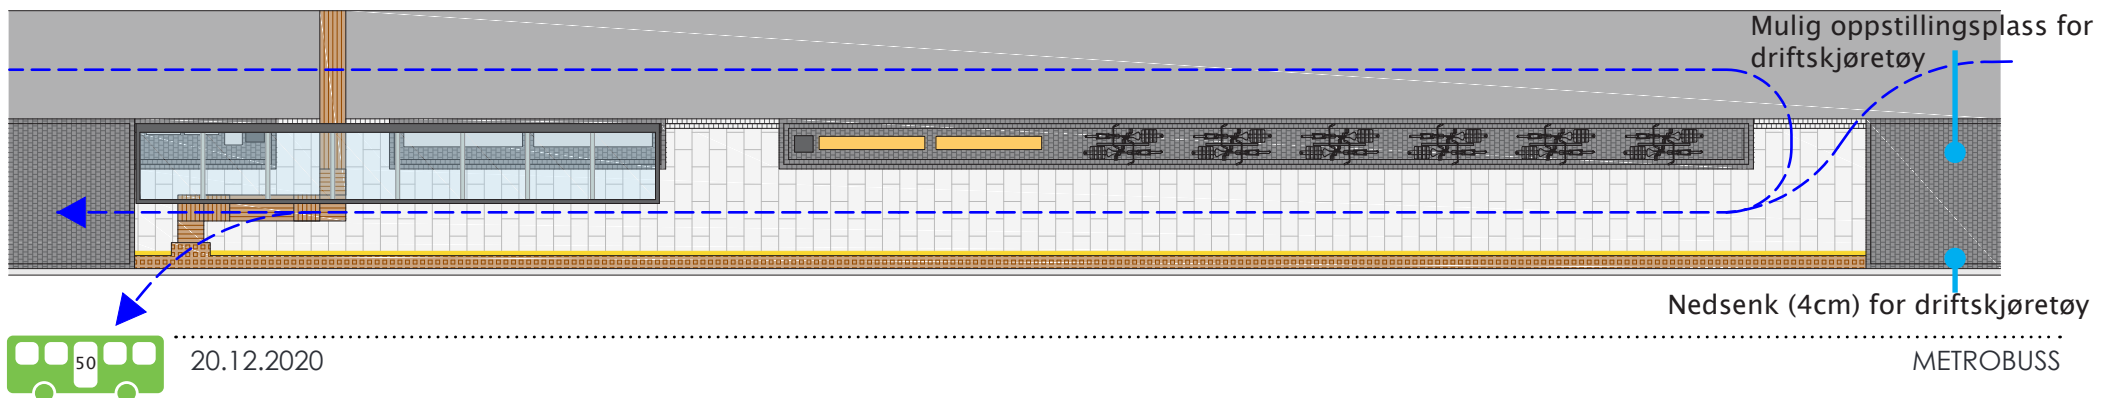 Mulig oppstillingsplass for
driftskjøretøy
Nedsenk (4cm) for driftskjøretøy
50
20.12.2020
METROBUSS